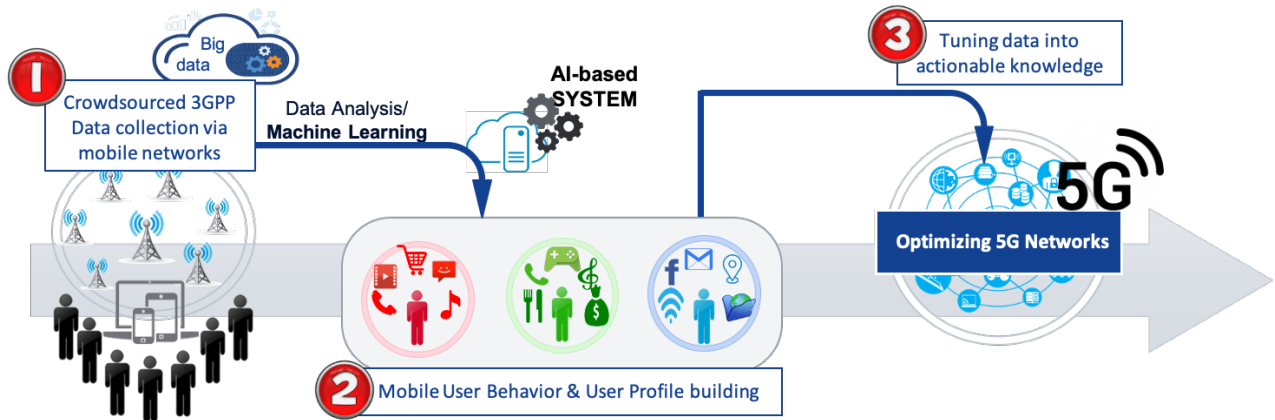 1
Big
data
Crowdsourced 3GPP
Data collection via
mobile networks
Data Analysis/
Machine Learning
AI-based
SYSTEM
2
Mobile User Behavior & User Profile building
3
Tuning data into
actionable knowledge
5G
Optimizing 5G Networks